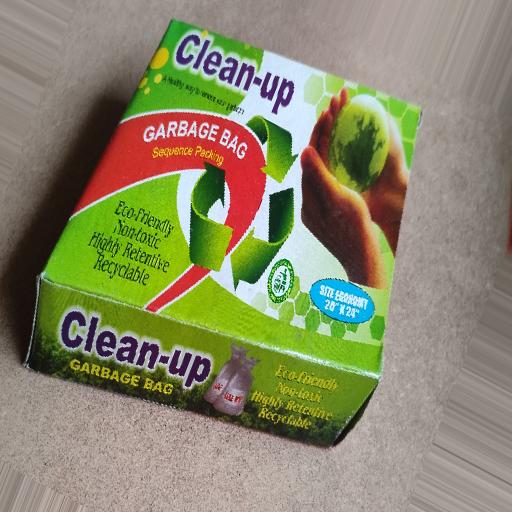 Clean-up
GARBAGE BAG
Sequence Packing
Eco-Friendly
Non-toxic
Highly Retentive
Recyclable
SIZE ECONOMY
20" X 24"
Clean-up
GARBAGE BAG
Eco-Friendly
Non-toxic
Highly Retentive
Recyclable